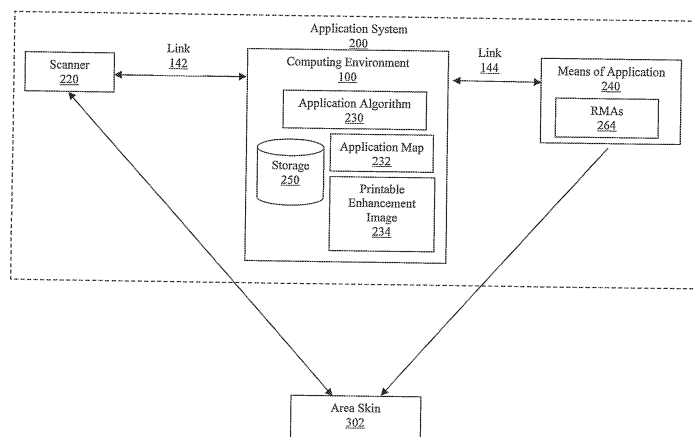 Application System
200
Scanner
220
Link
142
Computing Environment
100
Application Algorithm
230
Storage
250
Application Map
232
Printable
Enhancement
Image
234
Link
144
Means of Application
240
RMAs
264
Area Skin
302